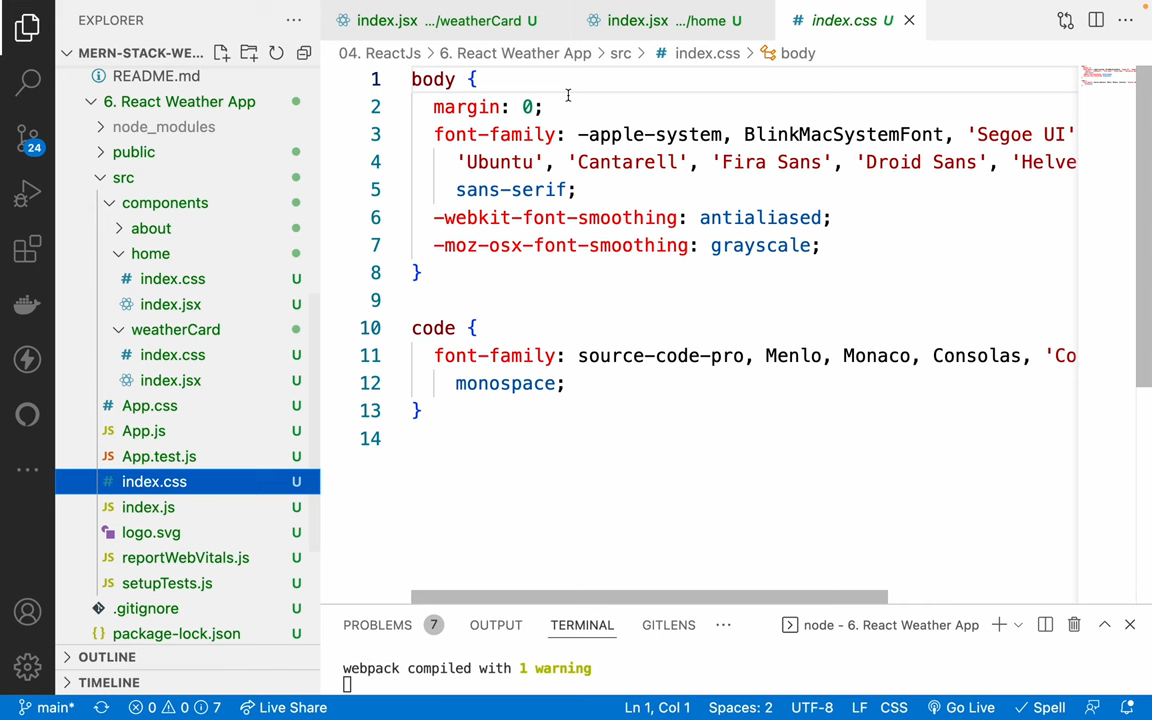 EXPLORER
index.jsx .../weatherCard U
index.jsx .../home U
# index.css U
MERN-STACK-WE...
04. ReactJs > 6. React Weather App > src > # index.css > body
README.md
6. React Weather App
node_modules
public
src
components
about
home
# index.css U
index.jsx U
weatherCard
# index.css U
index.jsx U
# App.css U
JS App.js U
JS App.test.js U
# index.css U
JS index.js U
logo.svg U
JS reportWebVitals.js U
JS setupTests.js U
.gitignore U
{} package-lock.json U
OUTLINE
TIMELINE
24
1 body {
2 margin: 0;
3 font-family: -apple-system, BlinkMacSystemFont, 'Segoe UI'
4 'Ubuntu', 'Cantarell', 'Fira Sans', 'Droid Sans', 'Helve
5 sans-serif;
6 -webkit-font-smoothing: antialiased;
7 -moz-osx-font-smoothing: grayscale;
8 }
9
10 code {
11 font-family: source-code-pro, Menlo, Monaco, Consolas, 'Co
12 monospace;
13 }
14
PROBLEMS 7 OUTPUT TERMINAL GITLENS ... node - 6. React Weather App
webpack compiled with 1 warning
main* 0 0 7 Live Share Ln 1, Col 1 Spaces: 2 UTF-8 LF CSS Go Live Spell